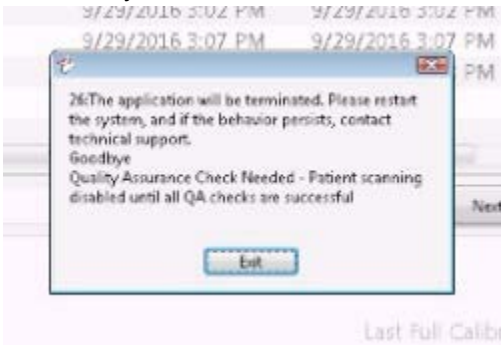 9/29/2016 3:02 PM 9/29/2016 3:02 PM
9/29/2016 3:07 PM 9/29/2016 3:07 PM
PM
26:The application will be terminated. Please restart
the system, and if the behavior persists, contact
technical support.
Goodbye
Quality Assurance Check Needed - Patient scanning
disabled until all QA checks are successful
Next
Exit
Last Full Calib